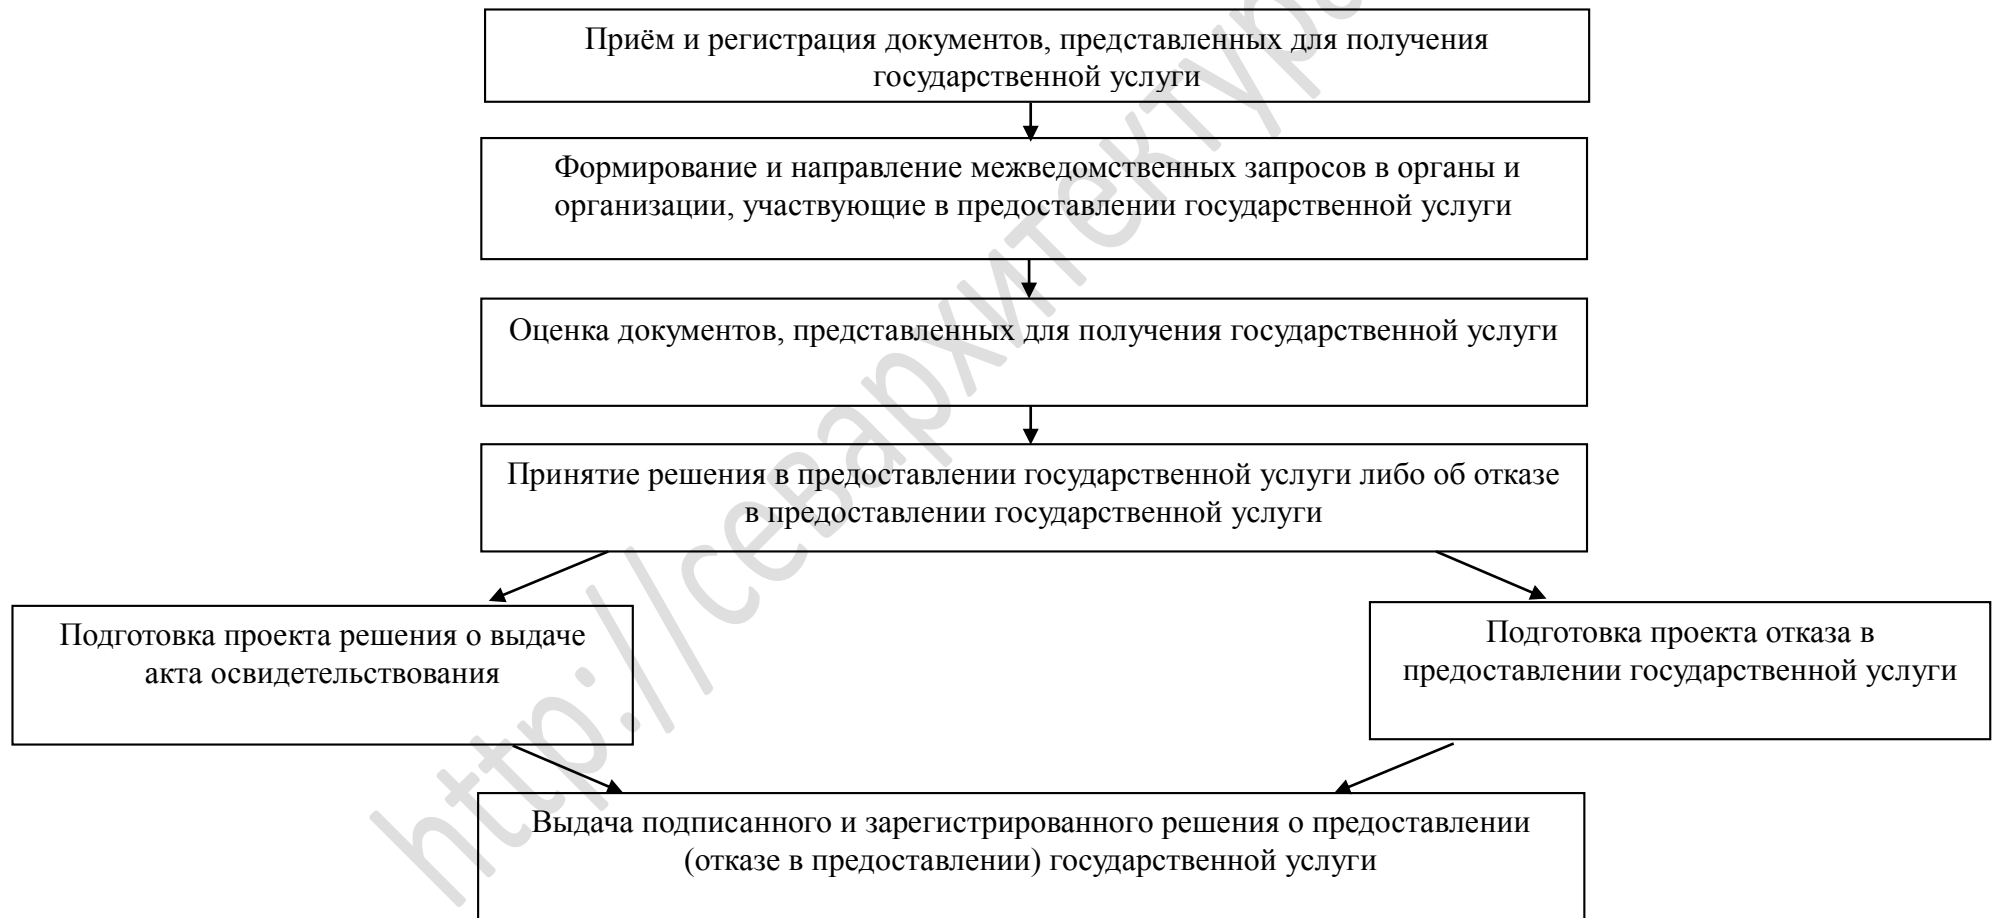 Приём и регистрация документов, представленных для получения
государственной услуги
Формирование и направление межведомственных запросов в органы и
организации, участвующие в предоставлении государственной услуги
Оценка документов, представленных для получения государственной услуги
Принятие решения в предоставлении государственной услуги либо об отказе
в предоставлении государственной услуги
Подготовка проекта решения о выдаче
акта освидетельствования
Подготовка проекта отказа в
предоставлении государственной услуги
Выдача подписанного и зарегистрированного решения о предоставлении
(отказе в предоставлении) государственной услуги
http://севархитектура